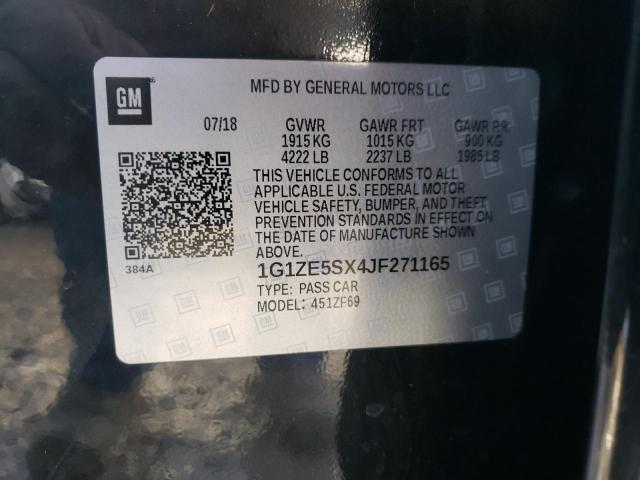 GM
MFD BY GENERAL MOTORS LLC
07/18 GVWR GAWR FRT GAWR RR
1915 KG 1015 KG 900 KG
4222 LB 2237 LB 1985 LB
THIS VEHICLE CONFORMS TO ALL
APPLICABLE U.S. FEDERAL MOTOR
VEHICLE SAFETY, BUMPER, AND THEFT
PREVENTION STANDARDS IN EFFECT ON
THE DATE OF MANUFACTURE SHOWN
ABOVE.
384A
1G1ZE5SX4JF271165
TYPE: PASS CAR
MODEL: 451ZF69